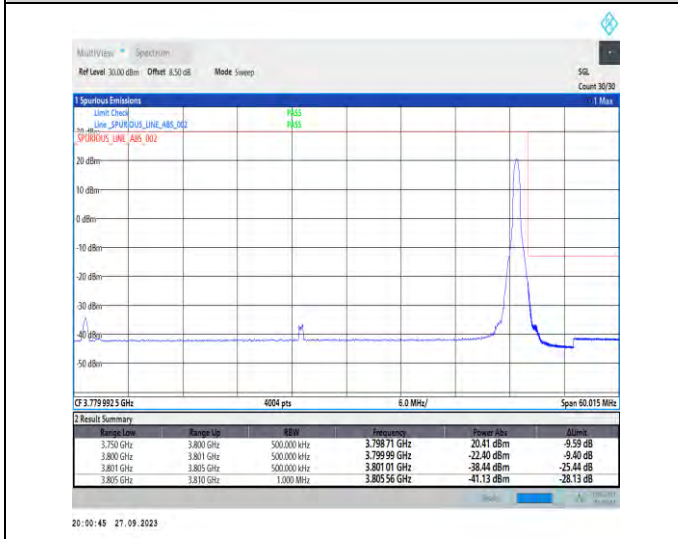 MultiView Spectrum
Ref Level 30.00 dBm Offset 8.50 dB Mode Sweep SGL
Count 30/30
1 Spurious Emissions 1 Max
Limit Check PASS
Line _SPURIOUS_LINE_ABS_002 PASS
_SPURIOUS_LINE_ABS_002
20 dBm
10 dBm
0 dBm
-10 dBm
-20 dBm
-30 dBm
-40 dBm
-50 dBm
CF 3.779 992 5 GHz 4004 pts 6.0 MHz/ Span 60.015 MHz
2 Result Summary
Range Low Range Up RBW Frequency Power Abs ΔLimit
3.750 GHz 3.800 GHz 500.000 kHz 3.798 71 GHz 20.41 dBm -9.59 dB
3.800 GHz 3.801 GHz 500.000 kHz 3.799 99 GHz -22.40 dBm -9.40 dB
3.801 GHz 3.805 GHz 500.000 kHz 3.801 01 GHz -38.44 dBm -25.44 dB
3.805 GHz 3.810 GHz 1.000 MHz 3.805 56 GHz -41.13 dBm -28.13 dB
20:00:45 27.09.2023